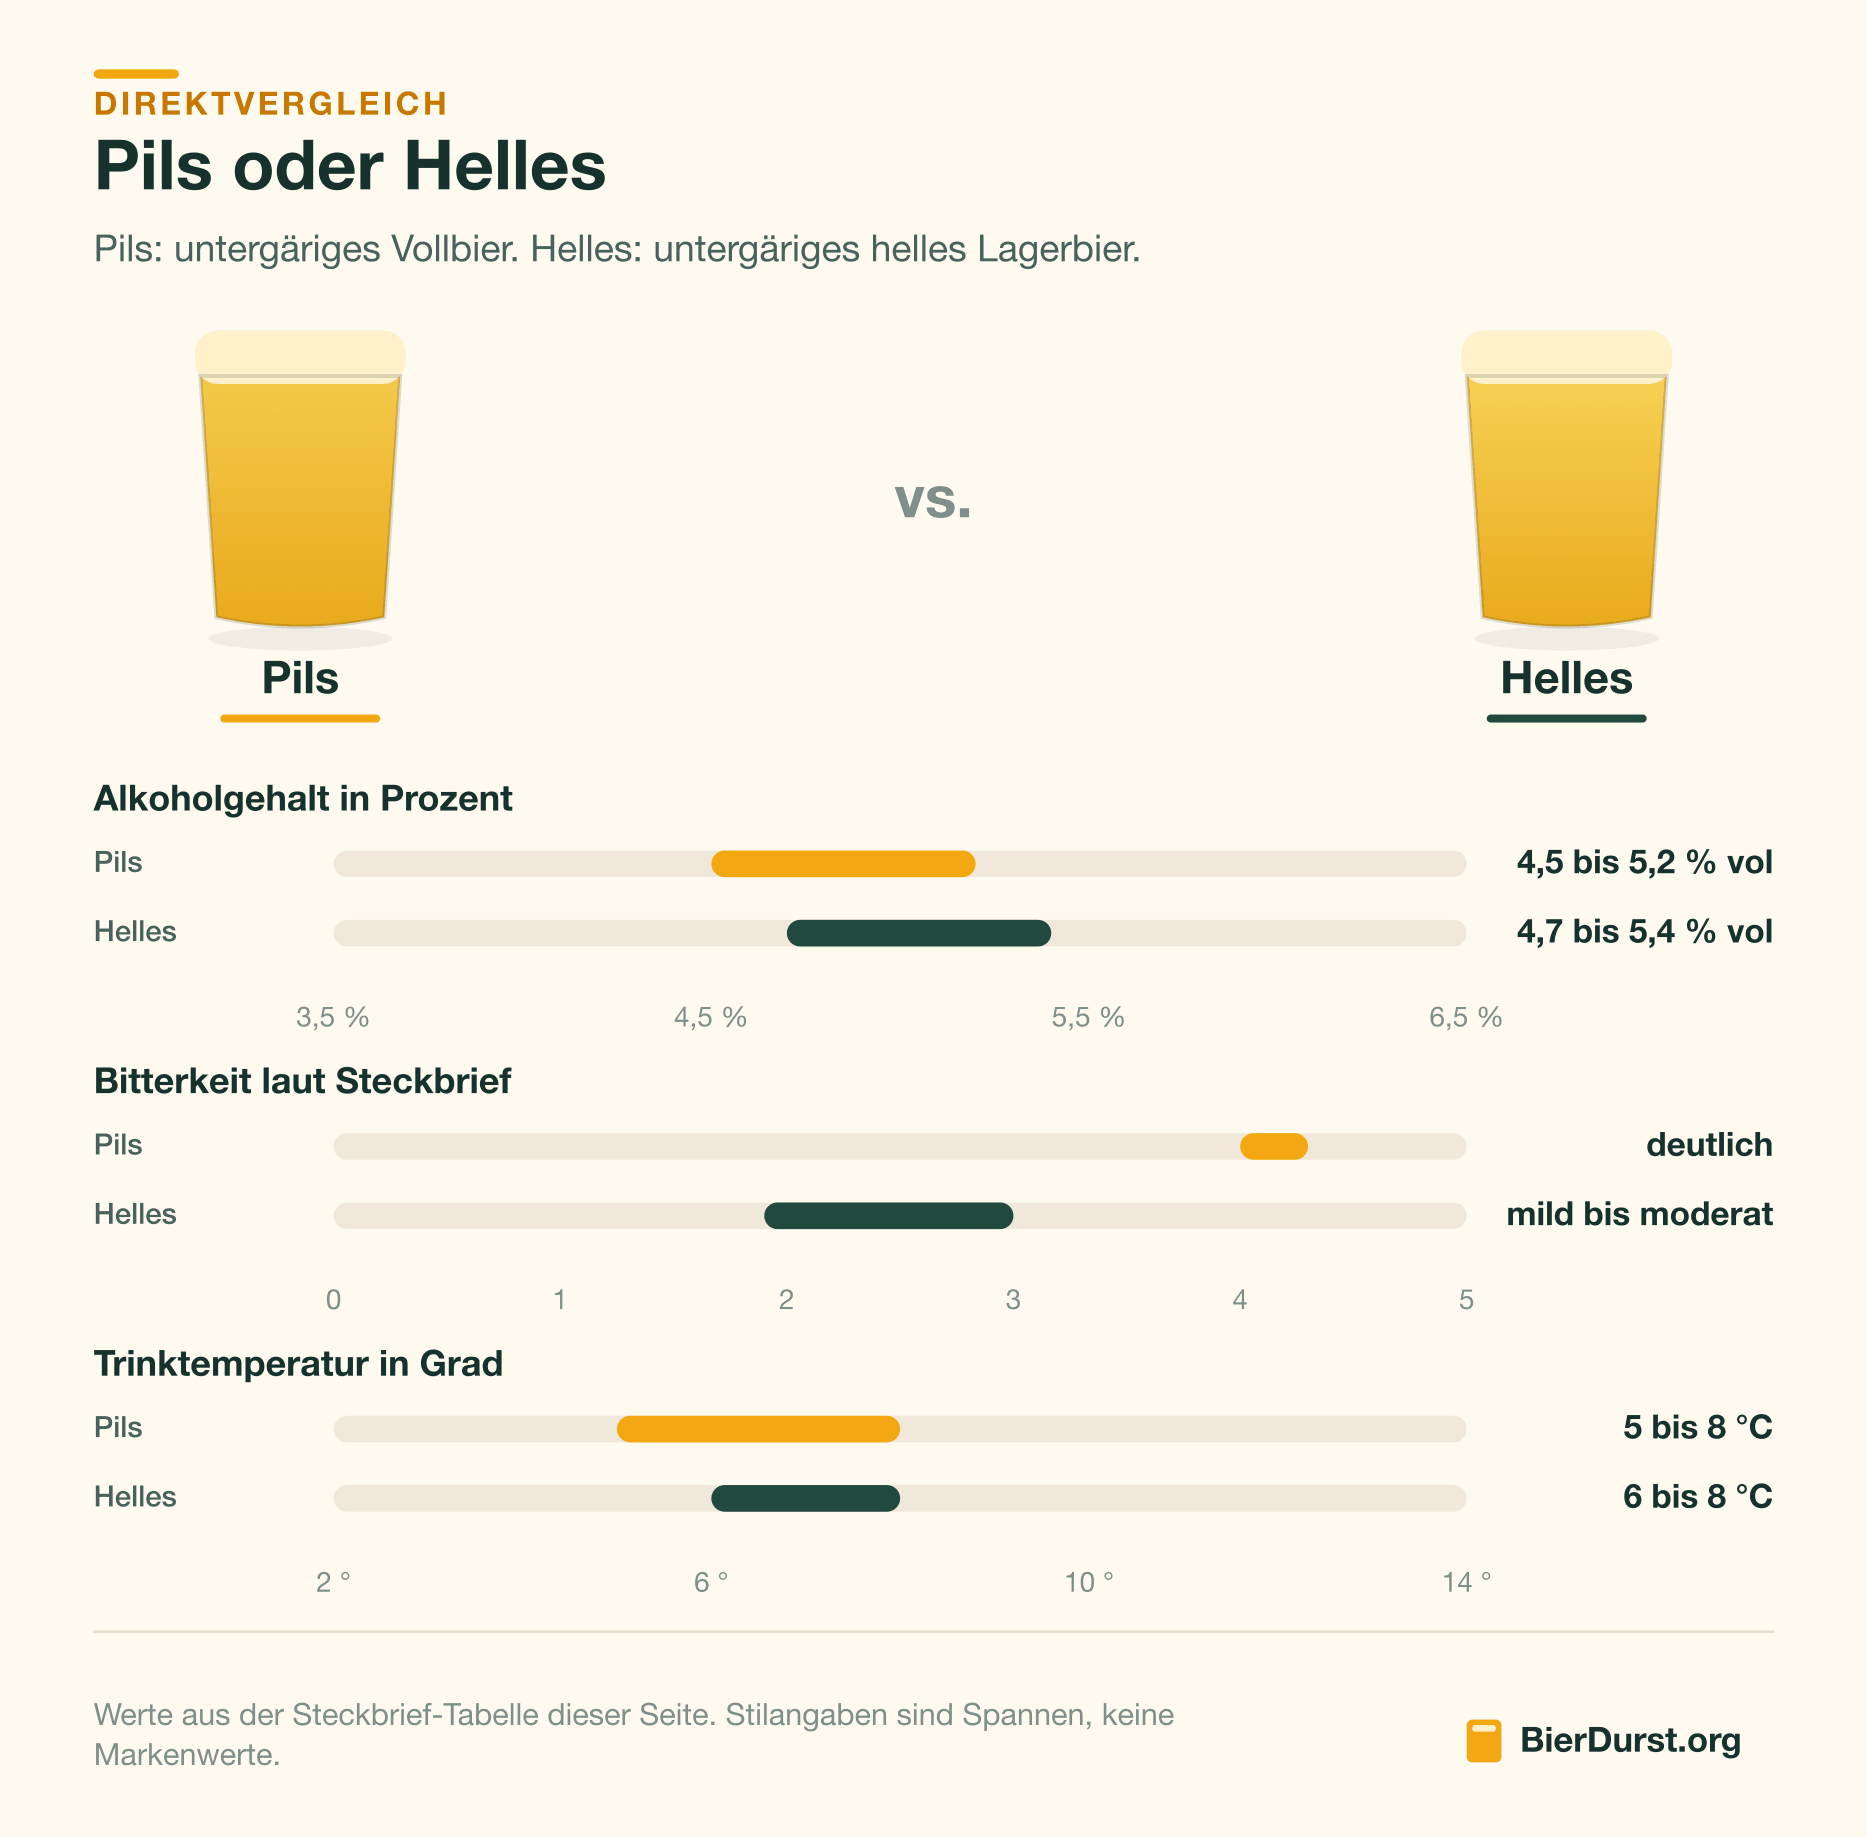 DIREKTVERGLEICH
Pils oder Helles
Pils: untergäriges Vollbier. Helles: untergäriges helles Lagerbier.
vs.
Pils
Helles
Alkoholgehalt in Prozent
Pils
4,5 bis 5,2 % vol
Helles
4,7 bis 5,4 % vol
3,5 %
4,5 %
5,5 %
6,5 %
Bitterkeit laut Steckbrief
Pils
deutlich
Helles
mild bis moderat
0
1
2
3
4
5
Trinktemperatur in Grad
Pils
5 bis 8 °C
Helles
6 bis 8 °C
2 °
6 °
10 °
14 °
Werte aus der Steckbrief-Tabelle dieser Seite. Stilangaben sind Spannen, keine
Markenwerte.
BierDurst.org